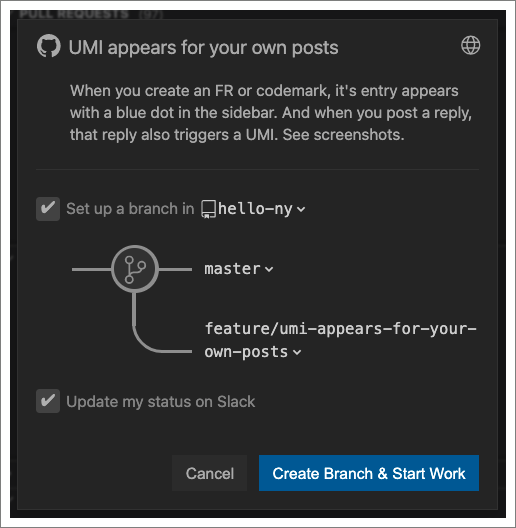 PULL REQUESTS (97)
UMI appears for your own posts
When you create an FR or codemark, it's entry appears
with a blue dot in the sidebar. And when you post a reply,
that reply also triggers a UMI. See screenshots.
Set up a branch in hello-ny
master
feature/umi-appears-for-your-
own-posts
Update my status on Slack
Cancel Create Branch & Start Work